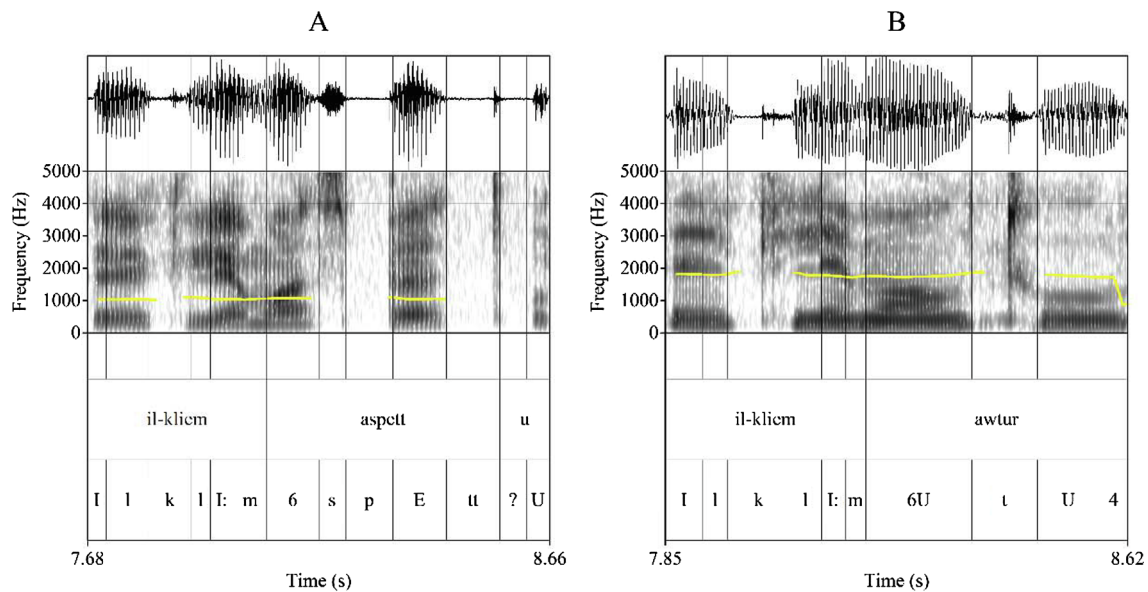 A
B
5000
4000
3000
2000
1000
0
Frequency (Hz)
il-kliem
aspett
u
I l k l I: m 6 s p E tt ? U
7.68
8.66
Time (s)
5000
4000
3000
2000
1000
0
Frequency (Hz)
il-kliem
awtur
I l k l I: m 6U t U 4
7.85
8.62
Time (s)